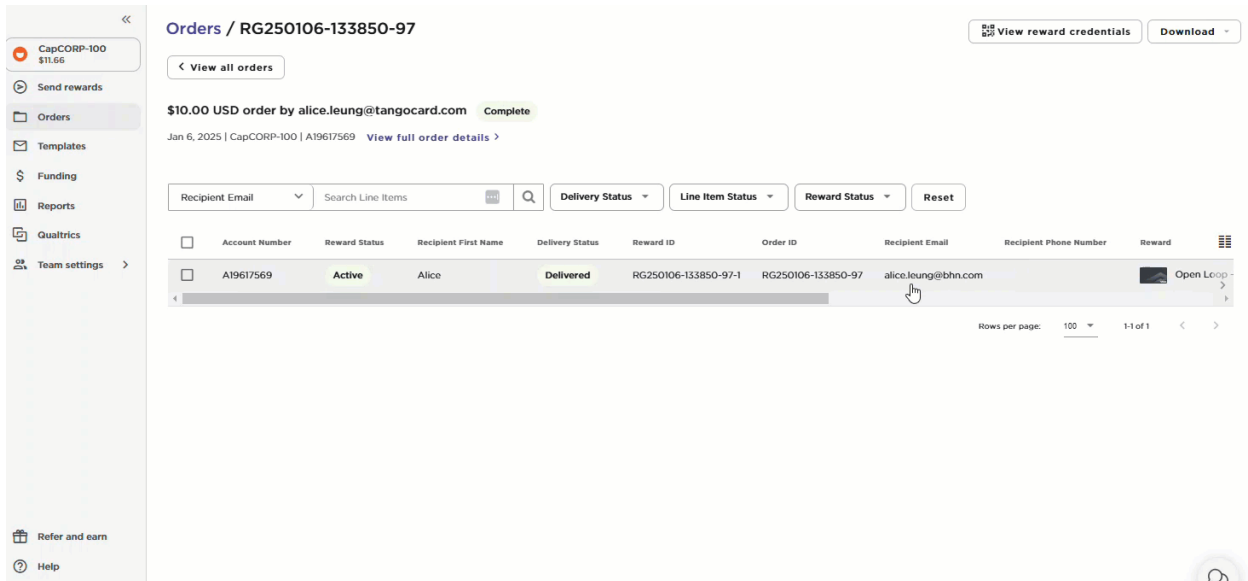 CapCORP-100
$11.66
Send rewards
Orders
Templates
Funding
Reports
Qualtrics
Team settings
Refer and earn
Help
Orders / RG250106-133850-97
View reward credentials
Download
View all orders
$10.00 USD order by alice.leung@tangocard.com Complete
Jan 6, 2025 | CapCORP-100 | A19617569 View full order details
Recipient Email Search Line Items Delivery Status Line Item Status Reward Status Reset
Account Number Reward Status Recipient First Name Delivery Status Reward ID Order ID Recipient Email Recipient Phone Number Reward
A19617569 Active Alice Delivered RG250106-133850-97-1 RG250106-133850-97 alice.leung@bhn.com Open Loop -
Rows per page: 100 1-1 of 1